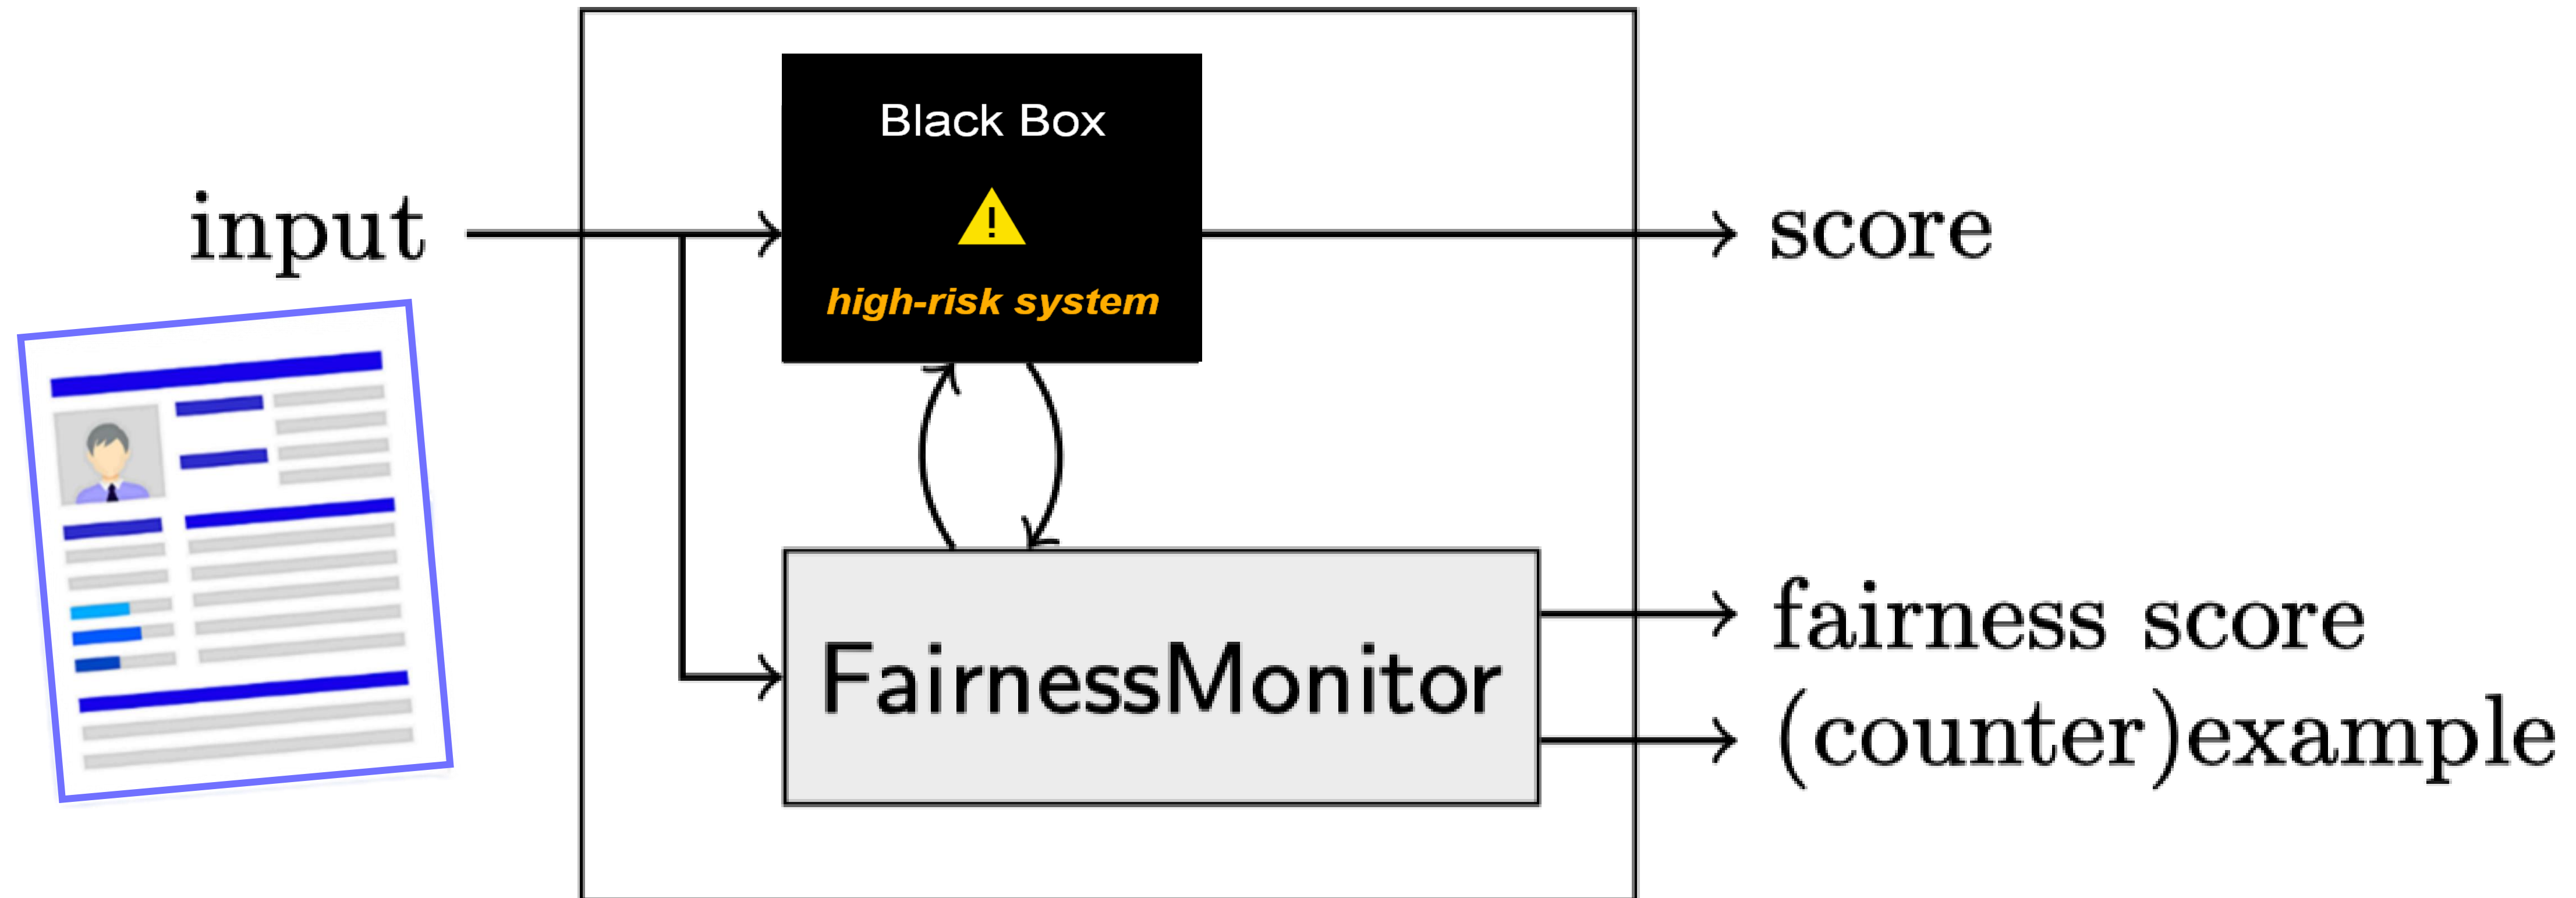 Black Box
!
high-risk system
input
score
FairnessMonitor
fairness score
(counter)example